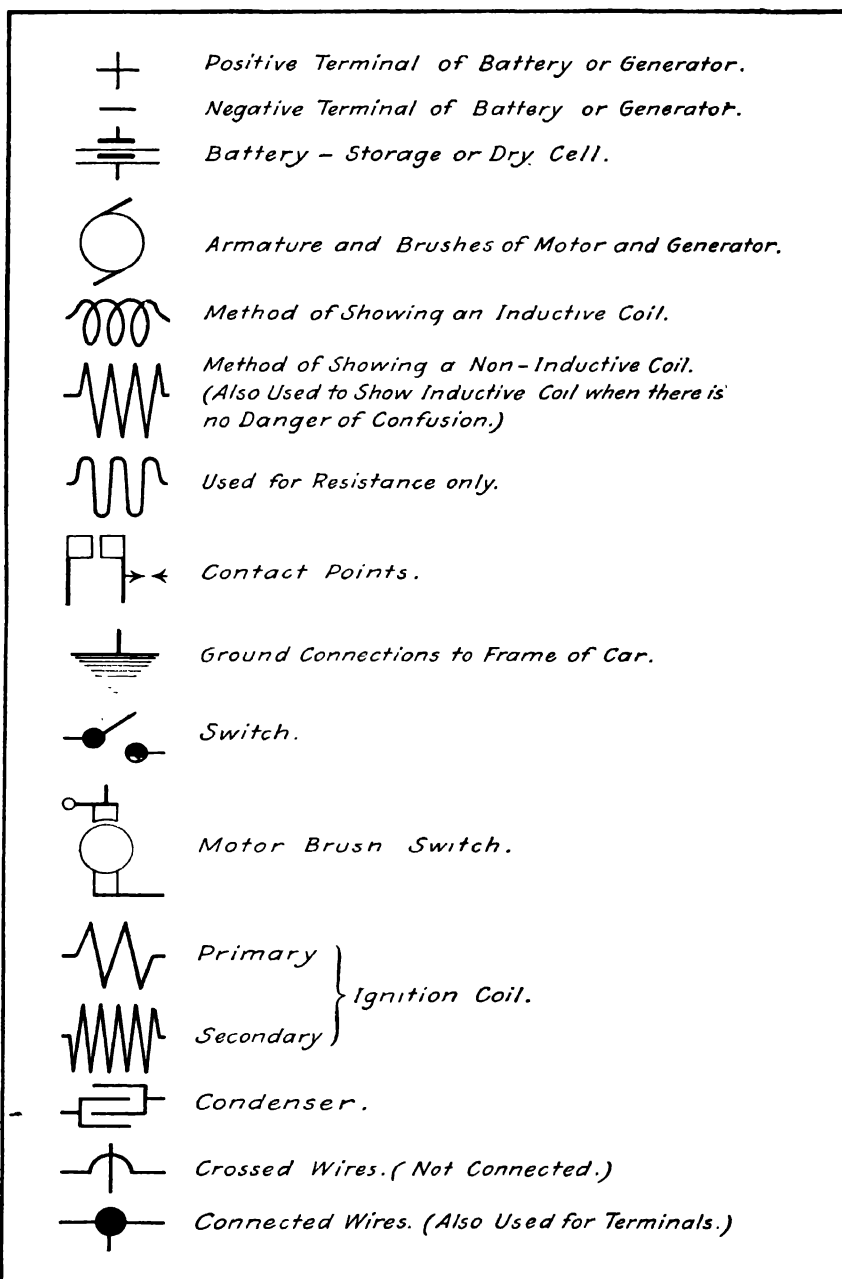 Positive Terminal of Battery or Generator.
Negative Terminal of Battery or Generator.
Battery - Storage or Dry Cell.
Armature and Brushes of Motor and Generator.
Method of Showing an Inductive Coil.
Method of Showing a Non-Inductive Coil.
(Also Used to Show Inductive Coil when there is
no Danger of Confusion.)
Used for Resistance only.
Contact Points.
Ground Connections to Frame of Car.
Switch.
Motor Brusn Switch.
Primary
Ignition Coil.
Secondary
Condenser.
Crossed Wires. (Not Connected.)
Connected Wires. (Also Used for Terminals.)